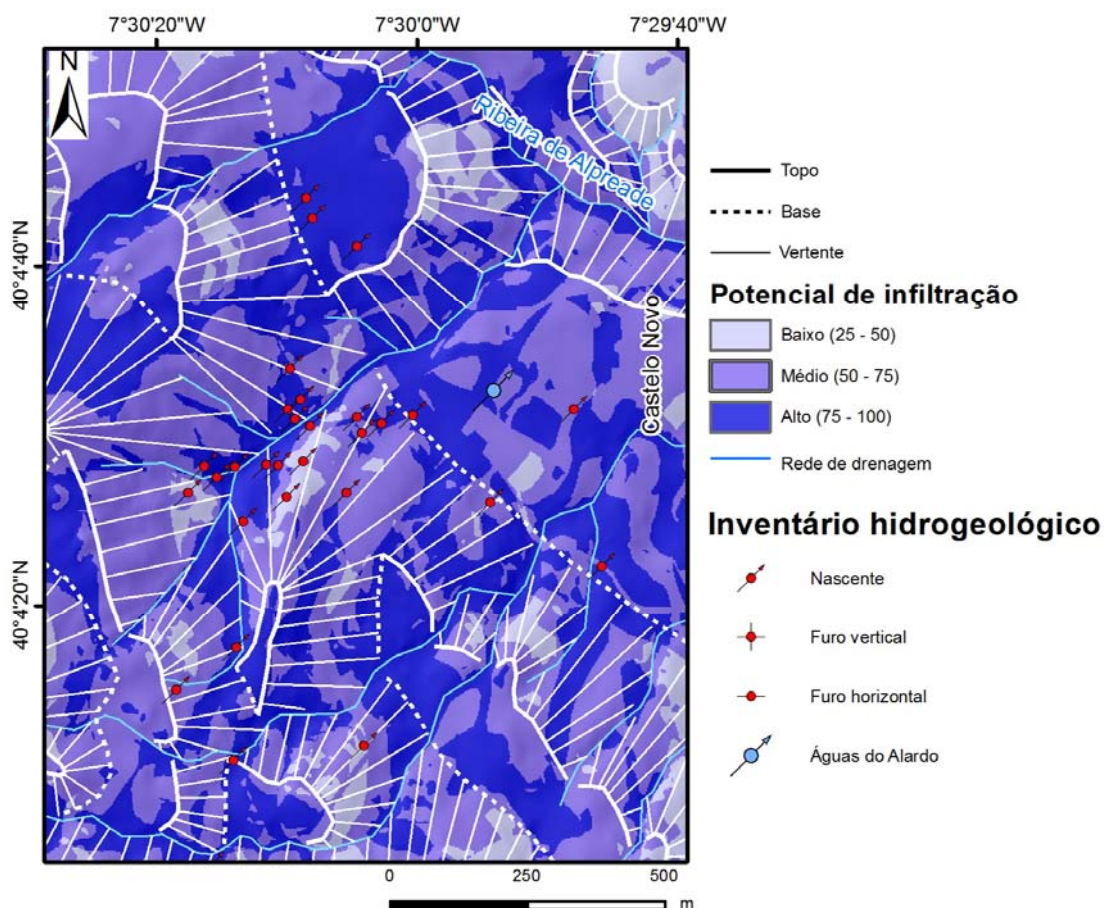 7°30'20"W
7°30'00"W
7°29'40"W
N
Ribeira de Alpreade
40°4'40"N
Castelo Novo
40°4'20"N
Topo
Base
Vertente
Potencial de infiltração
Baixo (25 - 50)
Médio (50 - 75)
Alto (75 - 100)
Rede de drenagem
Inventário hidrogeológico
Nascente
Furo vertical
Furo horizontal
Águas do Alardo
0 250 500
m